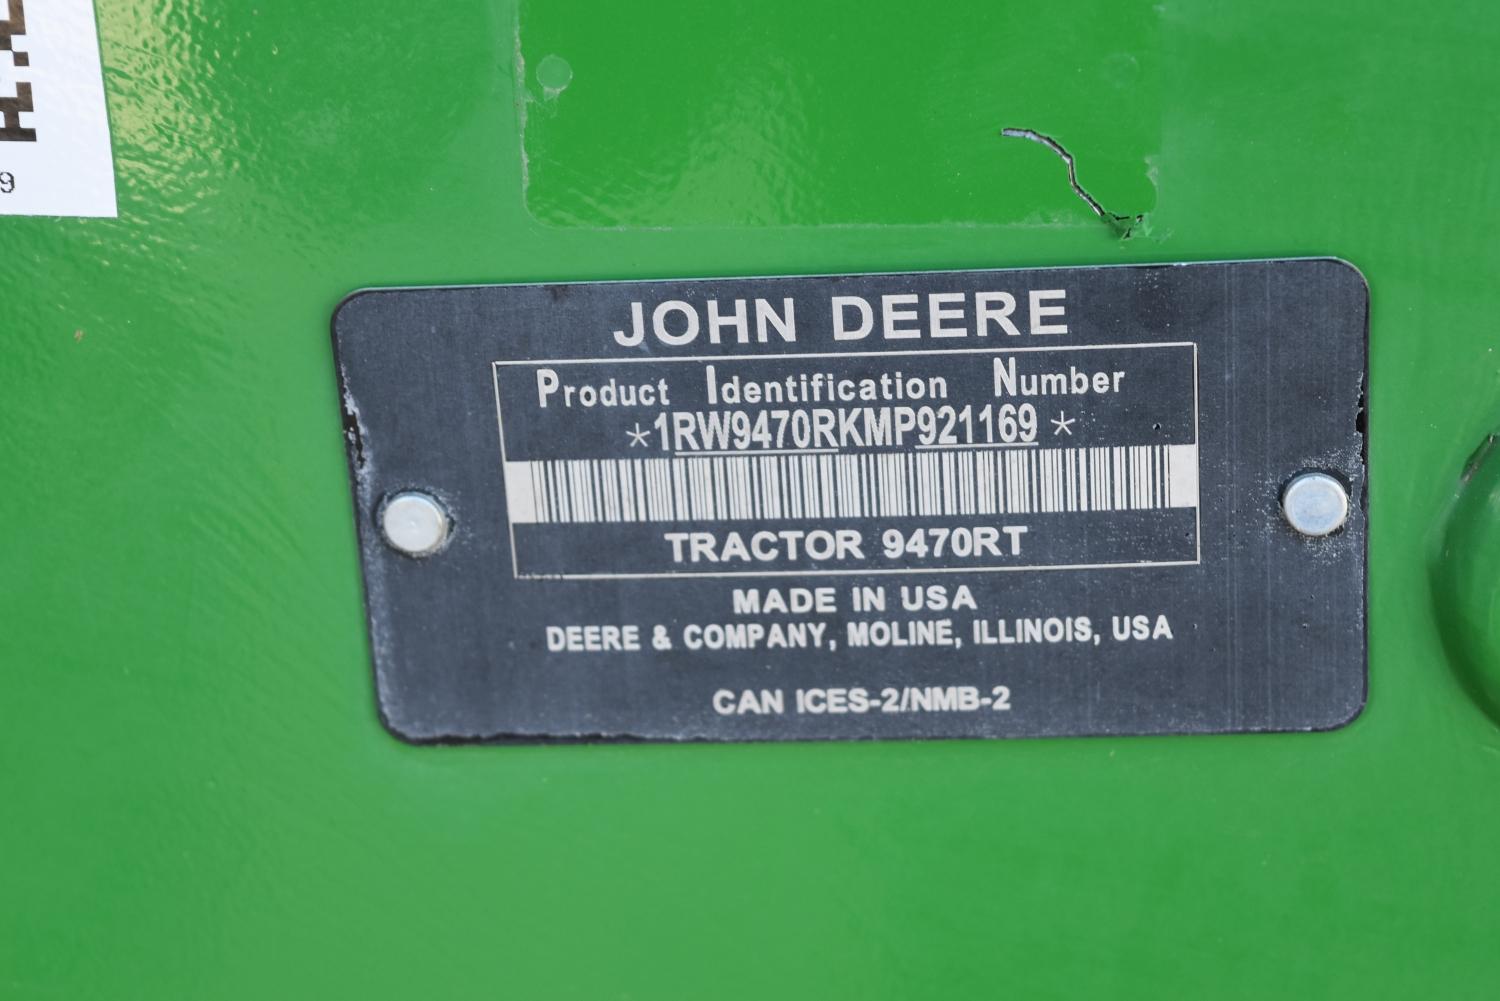 9
JOHN DEERE
Product Identification Number
*1RW9470RKMP921169*
TRACTOR 9470RT
MADE IN USA
DEERE & COMPANY, MOLINE, ILLINOIS, USA
CAN ICES-2/NMB-2